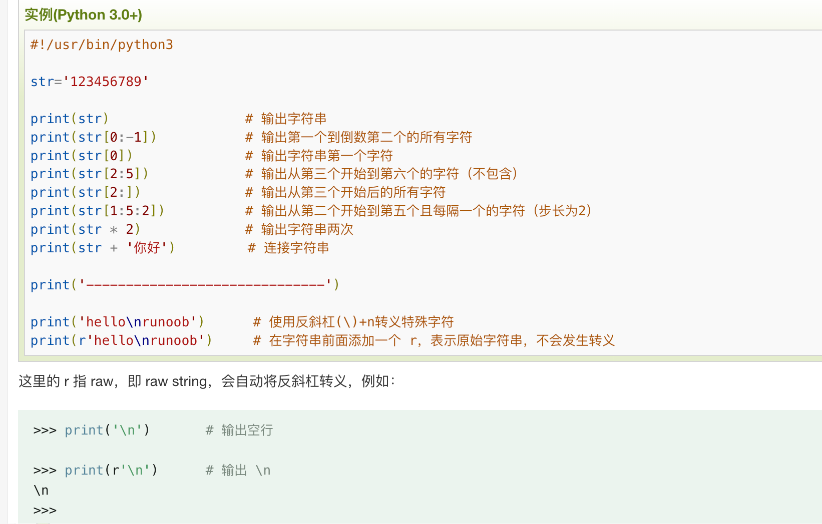 实例(Python 3.0+)
#!/usr/bin/python3
str='123456789'
print(str) # 输出字符串
print(str[0:-1]) # 输出第一个到倒数第二个的所有字符
print(str[0]) # 输出字符串第一个字符
print(str[2:5]) # 输出从第三个开始到第六个的字符（不包含）
print(str[2:]) # 输出从第三个开始后的所有字符
print(str[1:5:2]) # 输出从第二个开始到第五个且每隔一个的字符（步长为2）
print(str * 2) # 输出字符串两次
print(str + '你好') # 连接字符串
print('------------------------------')
print('hello\nrunoob') # 使用反斜杠(\)+n转义特殊字符
print(r'hello\nrunoob') # 在字符串前面添加一个 r，表示原始字符串，不会发生转义
这里的 r 指 raw，即 raw string，会自动将反斜杠转义，例如：
>>> print('\n') # 输出空行
>>> print(r'\n') # 输出 \n
\n
>>>